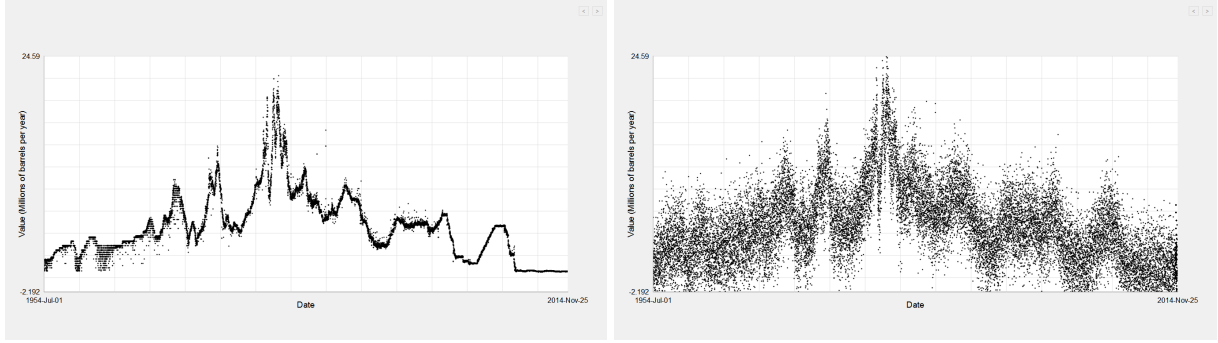 24.59
Value (Millions of barrels per year)
-2.192
1954-Jul-01
Date
2014-Nov-25
24.59
Value (Millions of barrels per year)
-2.192
1954-Jul-01
Date
2014-Nov-25